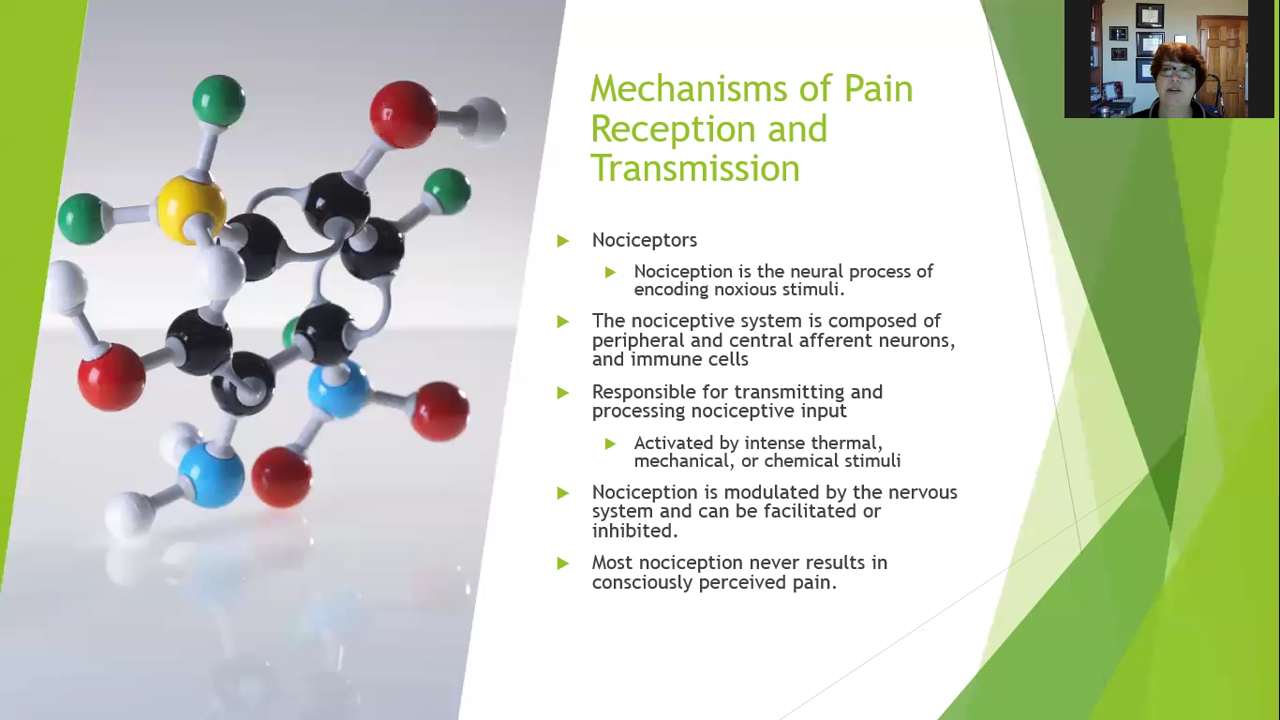 Mechanisms of Pain
Reception and
Transmission
Nociceptors
Nociception is the neural process of
encoding noxious stimuli.
The nociceptive system is composed of
peripheral and central afferent neurons,
and immune cells
Responsible for transmitting and
processing nociceptive input
Activated by intense thermal,
mechanical, or chemical stimuli
Nociception is modulated by the nervous
system and can be facilitated or
inhibited.
Most nociception never results in
consciously perceived pain.